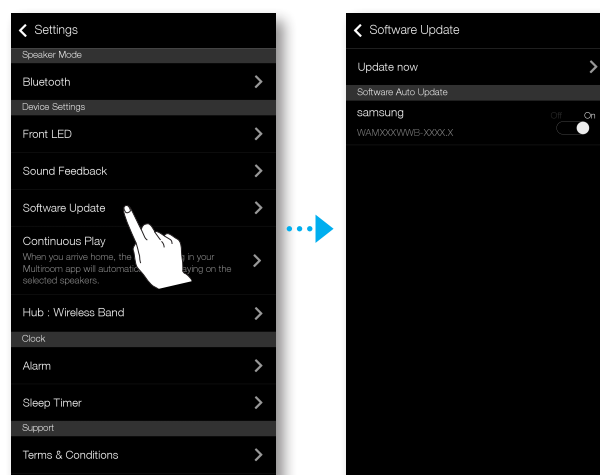 Settings
Speaker Mode
Bluetooth
Device Settings
Front LED
Sound Feedback
Software Update
Continuous Play
When you arrive home, the g in your
Multiroom app will automatic aying on the
selected speakers.
Hub : Wireless Band
Clock
Alarm
Sleep Timer
Support
Terms & Conditions
Software Update
Update now
Software Auto Update
samsung
Off On
WAMXXXWWB-XXXX.X